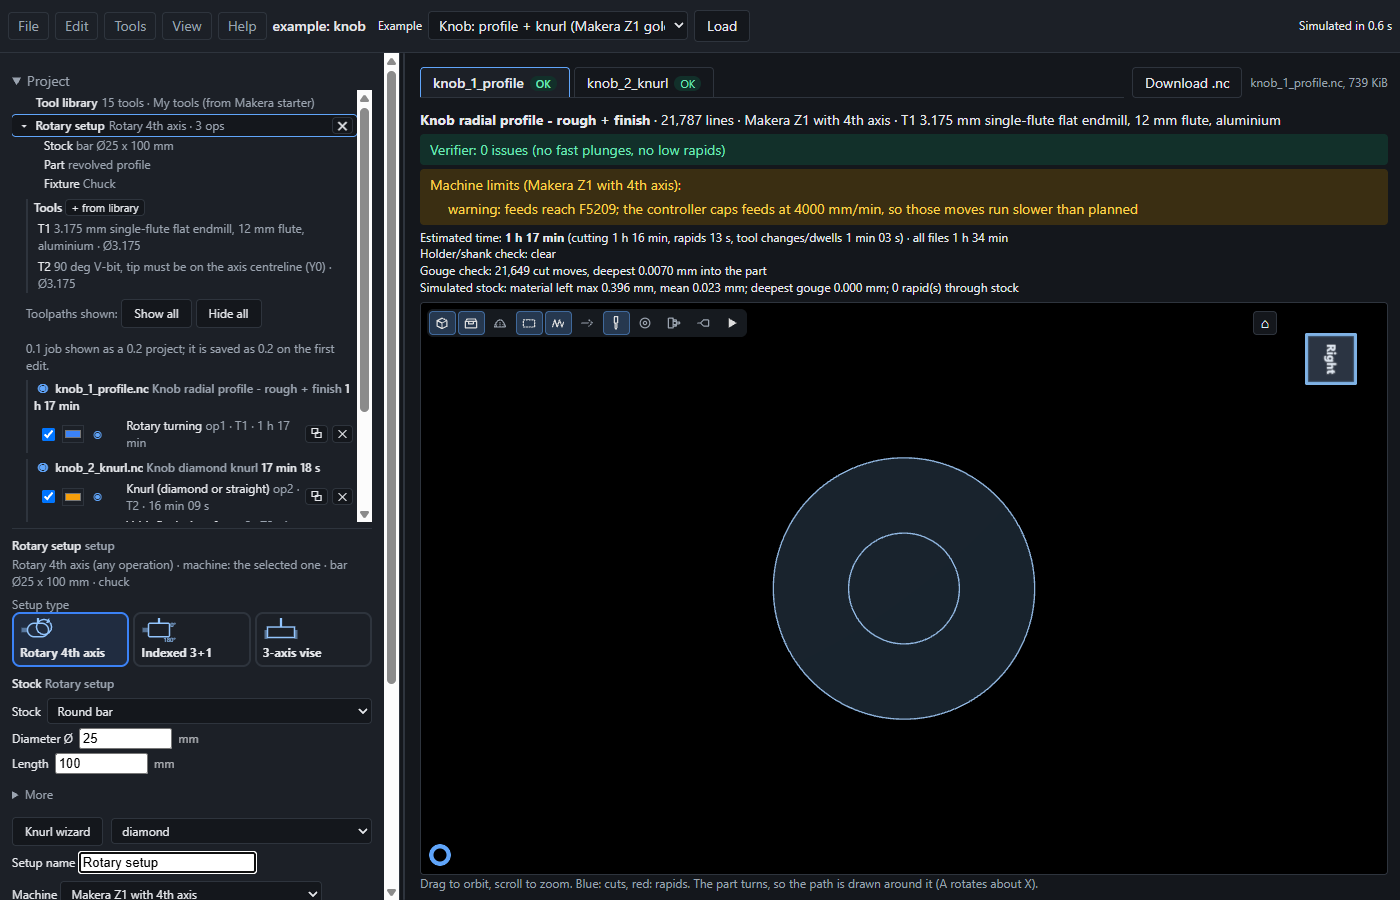 File Edit Tools View Help example: knob Example Knob: profile + knurl (Makera Z1 gol Load Simulated in 0.6 s
Project
Tool library 15 tools · My tools (from Makera starter)
Rotary setup Rotary 4th axis · 3 ops
Stock bar Ø25 x 100 mm
Part revolved profile
Fixture Chuck
Tools + from library
T1 3.175 mm single-flute flat endmill, 12 mm flute,
aluminium · Ø3.175
T2 90 deg V-bit, tip must be on the axis centreline (Y0) ·
Ø3.175
Toolpaths shown: Show all Hide all
0.1 job shown as a 0.2 project; it is saved as 0.2 on the first
edit.
knob_1_profile.nc Knob radial profile - rough + finish 1
h 17 min
Rotary turning op1 · T1 · 1 h 17
min
knob_2_knurl.nc Knob diamond knurl 17 min 18 s
Knurl (diamond or straight) op2 ·
T2 · 16 min 09 s
Rotary setup setup
Rotary 4th axis (any operation) · machine: the selected one · bar
Ø25 x 100 mm · chuck
Setup type
180°
Rotary 4th axis Indexed 3+1 3-axis vise
Stock Rotary setup
Stock Round bar
Diameter Ø 25 mm
Length 100 mm
More
Knurl wizard diamond
Setup name Rotary setup
Machine Makera Z1 with 4th axis
knob_1_profile OK knob_2_knurl OK Download .nc knob_1_profile.nc, 739 KiB
Knob radial profile - rough + finish · 21,787 lines · Makera Z1 with 4th axis · T1 3.175 mm single-flute flat endmill, 12 mm flute, aluminium
Verifier: 0 issues (no fast plunges, no low rapids)
Machine limits (Makera Z1 with 4th axis):
warning: feeds reach F5209; the controller caps feeds at 4000 mm/min, so those moves run slower than planned
Estimated time: 1 h 17 min (cutting 1 h 16 min, rapids 13 s, tool changes/dwells 1 min 03 s) · all files 1 h 34 min
Holder/shank check: clear
Gouge check: 21,649 cut moves, deepest 0.0070 mm into the part
Simulated stock: material left max 0.396 mm, mean 0.023 mm; deepest gouge 0.000 mm; 0 rapid(s) through stock
Right
Drag to orbit, scroll to zoom. Blue: cuts, red: rapids. The part turns, so the path is drawn around it (A rotates about X).